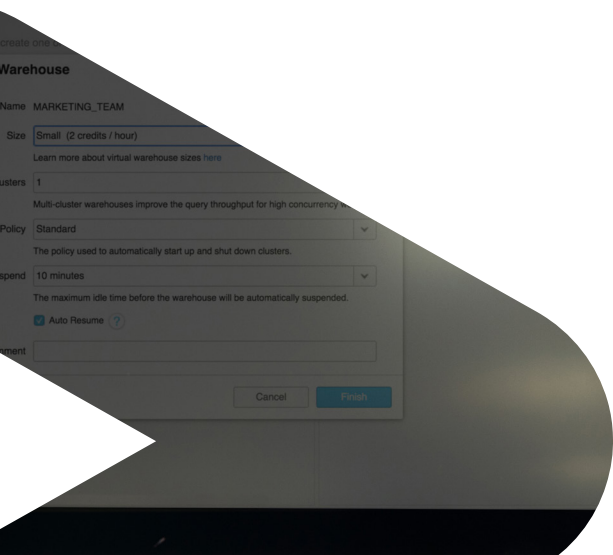 create one
Warehouse
Name MARKETING_TEAM
Size Small (2 credits / hour)
Learn more about virtual warehouse sizes here
usters 1
Multi-cluster warehouses improve the query throughput for high concurrency w
Policy Standard
The policy used to automatically start up and shut down clusters.
spend 10 minutes
The maximum idle time before the warehouse will be automatically suspended.
Auto Resume ?
mment
Cancel Finish